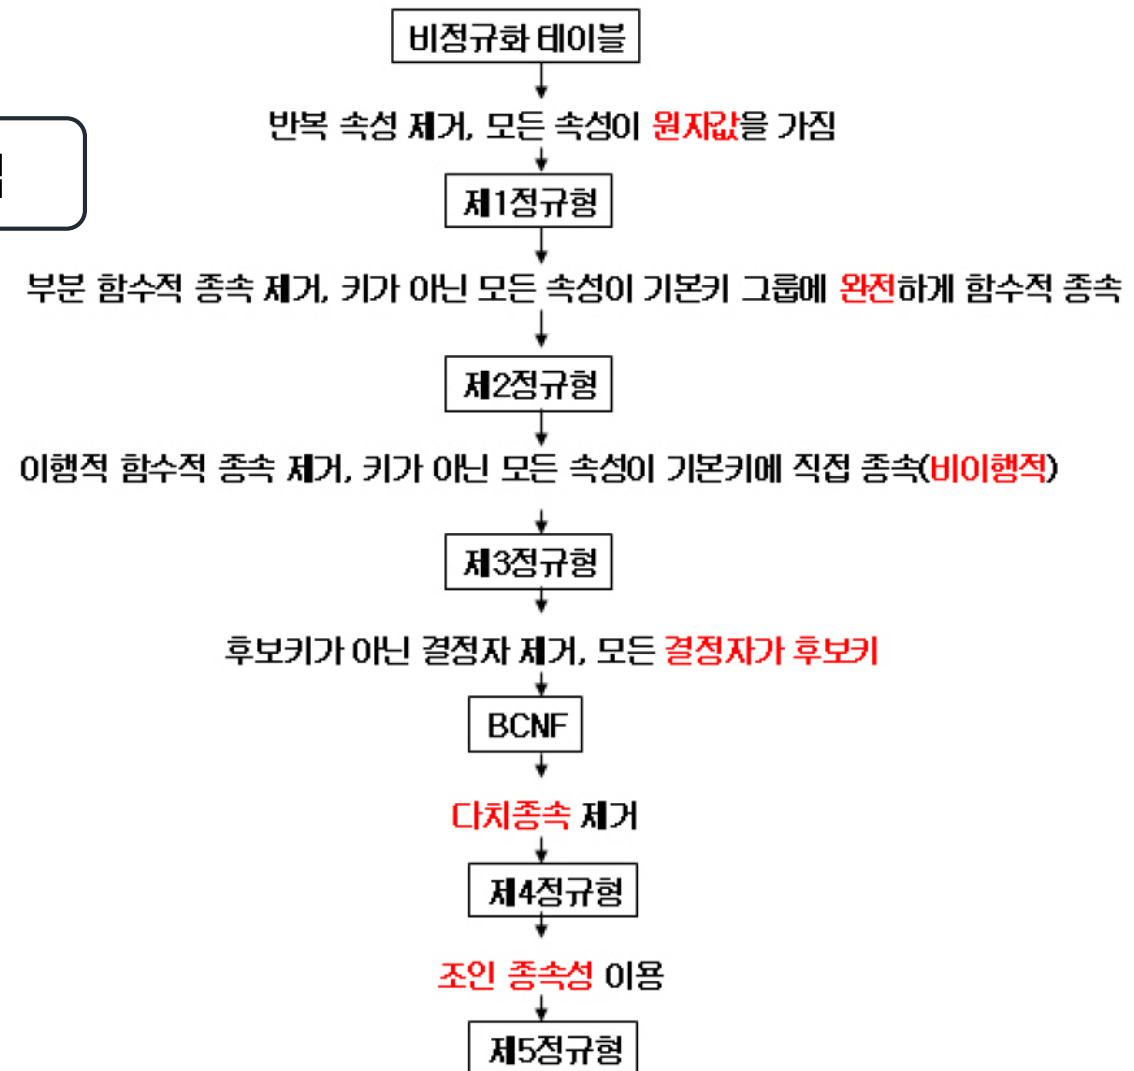 비정규화 테이블
반복 속성 제거, 모든 속성이 원자값을 가짐
제1정규형
부분 함수적 종속 제거, 키가 아닌 모든 속성이 기본키 그룹에 완전하게 함수적 종속
제2정규형
이행적 함수적 종속 제거, 키가 아닌 모든 속성이 기본키에 직접 종속(비이행적)
제3정규형
후보키가 아닌 결정자 제거, 모든 결정자가 후보키
BCNF
다치종속 제거
제4정규형
조인 종속성 이용
제5정규형